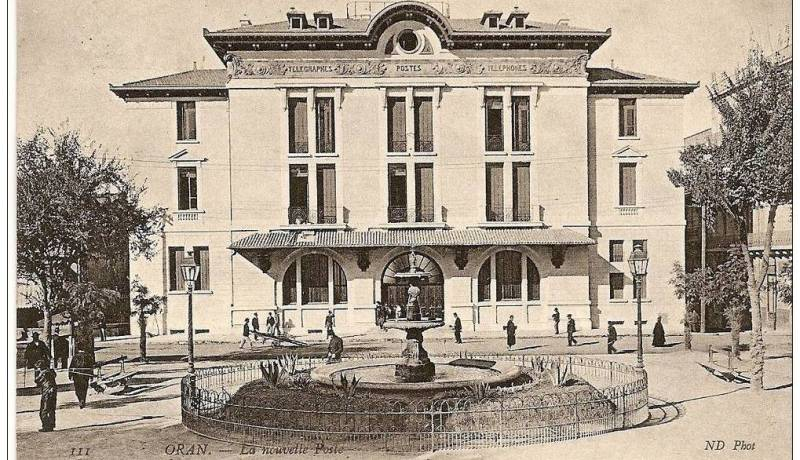 TELEGRAPHES POSTES TELEPHONES
111 ORAN. — La nouvelle Poste ND Phot